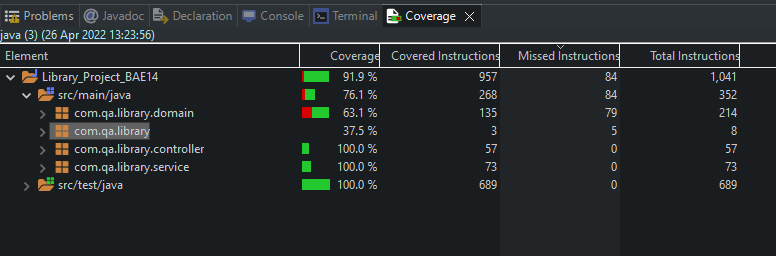 Problems Javadoc Declaration Console Terminal Coverage
java (3) (26 Apr 2022 13:23:56)
Element Coverage Covered Instructions Missed Instructions Total Instructions
Library_Project_BAE14 91.9 % 957 84 1,041
src/main/java 76.1 % 268 84 352
com.qa.library.domain 63.1 % 135 79 214
com.qa.library 37.5 % 3 5 8
com.qa.library.controller 100.0 % 57 0 57
com.qa.library.service 100.0 % 73 0 73
src/test/java 100.0 % 689 0 689